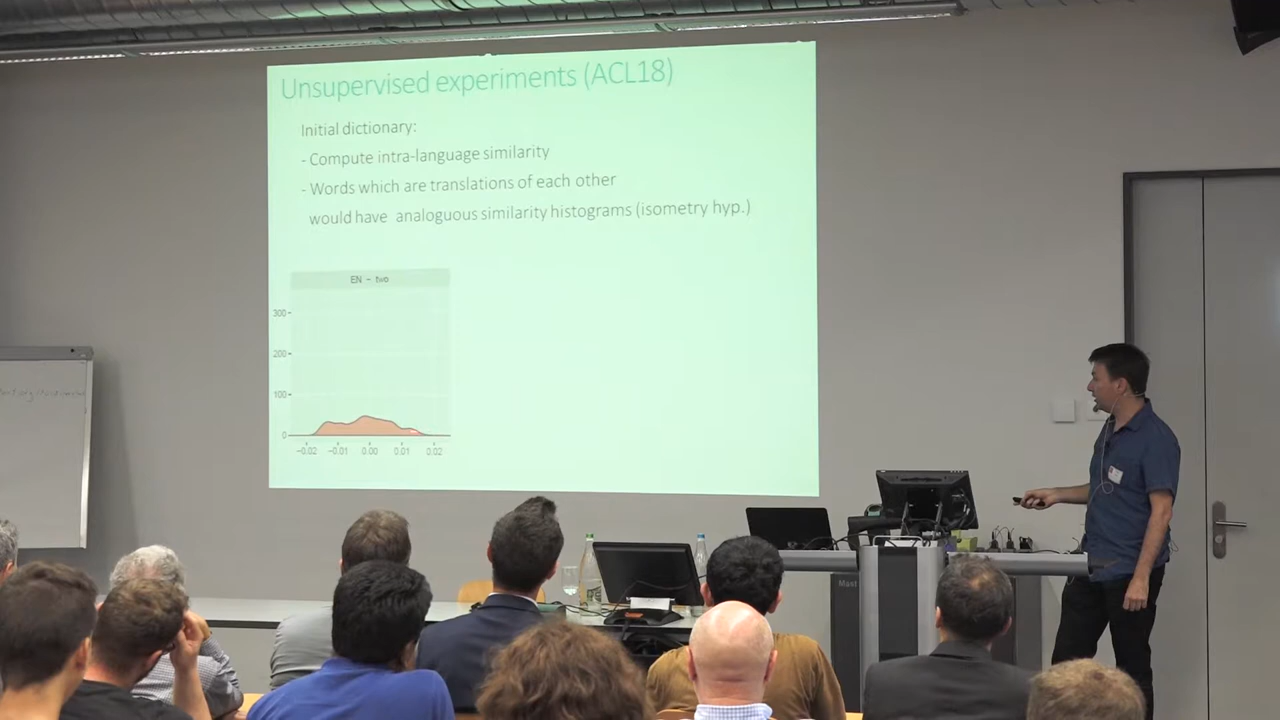 Unsupervised experiments (ACL18)
Initial dictionary:
- Compute intra-language similarity
- Words which are translations of each other
would have analoguous similarity histograms (isometry hyp.)
EN - two
300
200
100
0
-0.02 -0.01 0.00 0.01 0.02
Mast